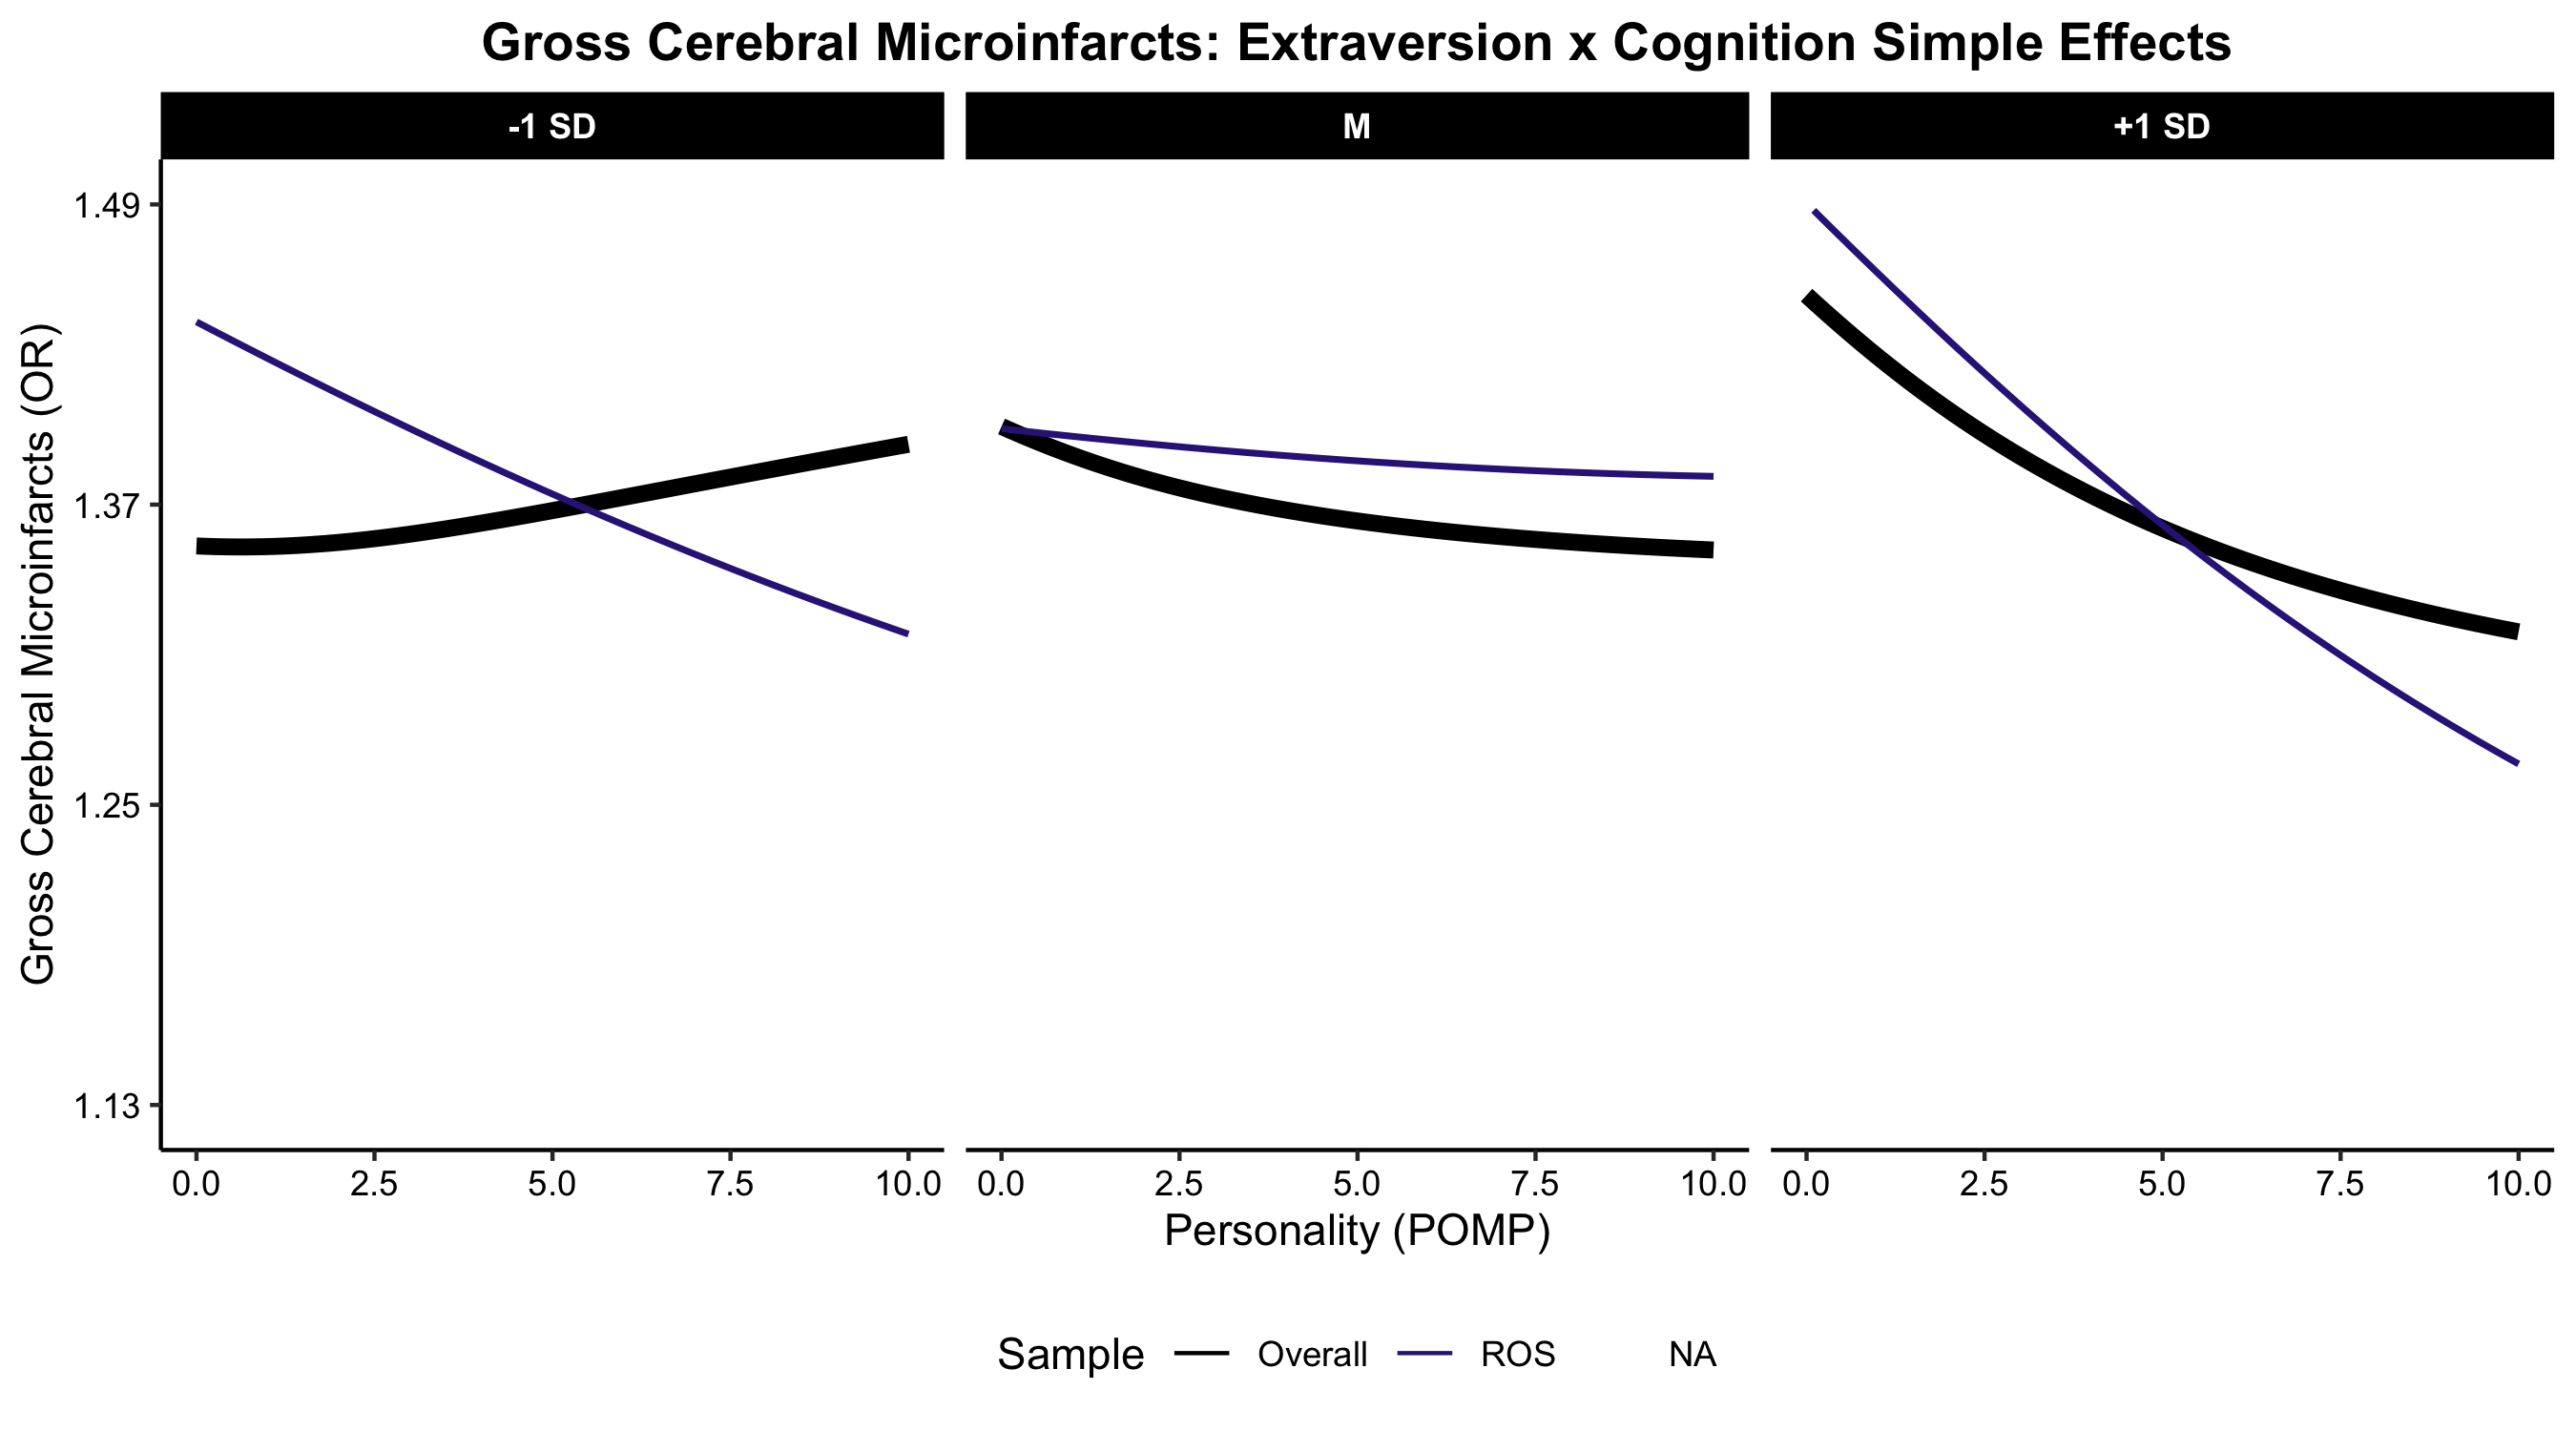 Gross Cerebral Microinfarcts: Extraversion x Cognition Simple Effects
-1 SD M +1 SD
Gross Cerebral Microinfarcts (OR)
1.49
1.37
1.25
1.13
0.0 2.5 5.0 7.5 10.0 0.0 2.5 5.0 7.5 10.0 0.0 2.5 5.0 7.5 10.0
Personality (POMP)
Sample Overall ROS NA